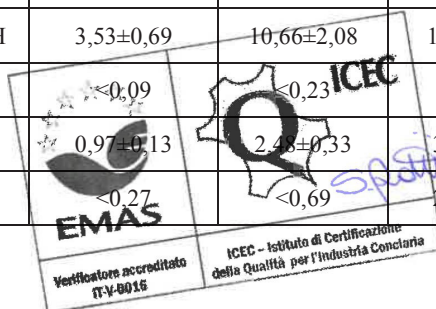 H 3,53±0,69 10,66±2,08 1
<0,09 <0,23
0,97±0,13 2,48±0,33
<0,27 <0,69
ICEC
Q
EMAS
Verificatore accreditato
IT-V-0016
ICEC – Istituto di Certificazione
della Qualità per l'Industria Conciaria